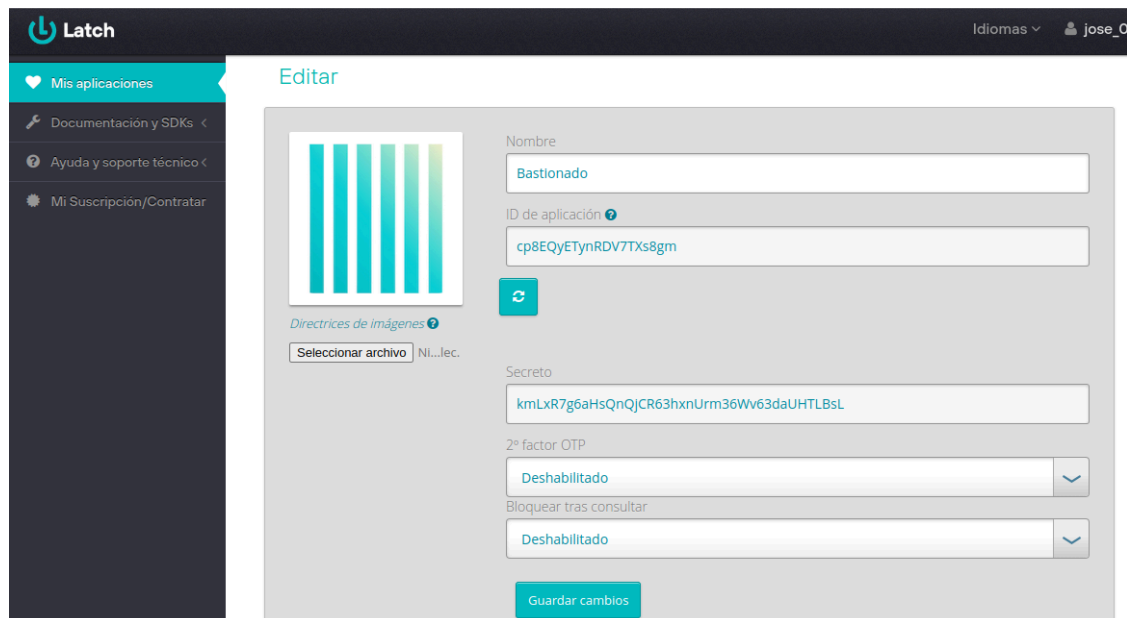 Latch
Idiomas
jose_0
Mis aplicaciones
Documentación y SDKs
Ayuda y soporte técnico
Mi Suscripción/Contratar
Editar
Directrices de imágenes
Seleccionar archivo Ni...lec.
Nombre
Bastionado
ID de aplicación
cp8EQyETynRDV7TXs8gm
Secreto
kmLxR7g6aHsQnQjCR63hxnUrm36Wv63daUHTLBsL
2º factor OTP
Deshabilitado
Bloquear tras consultar
Deshabilitado
Guardar cambios